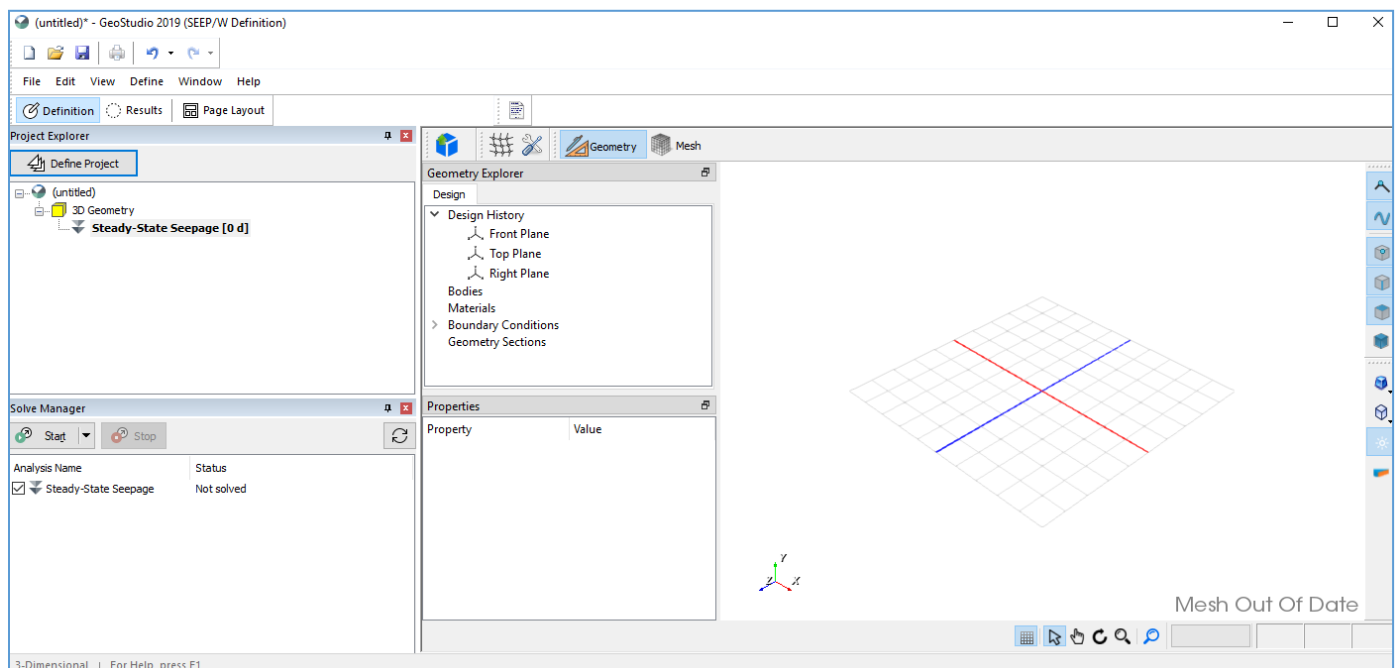 (untitled)* - GeoStudio 2019 (SEEP/W Definition)
File Edit View Define Window Help
Definition Results Page Layout
Project Explorer
Define Project
(untitled)
3D Geometry
Steady-State Seepage [0 d]
Solve Manager
Start Stop
Analysis Name Status
Steady-State Seepage Not solved
Geometry Mesh
Geometry Explorer
Design
Design History
Front Plane
Top Plane
Right Plane
Bodies
Materials
Boundary Conditions
Geometry Sections
Properties
Property Value
Y
Z X
Mesh Out Of Date
3-Dimensional | For Help, press F1